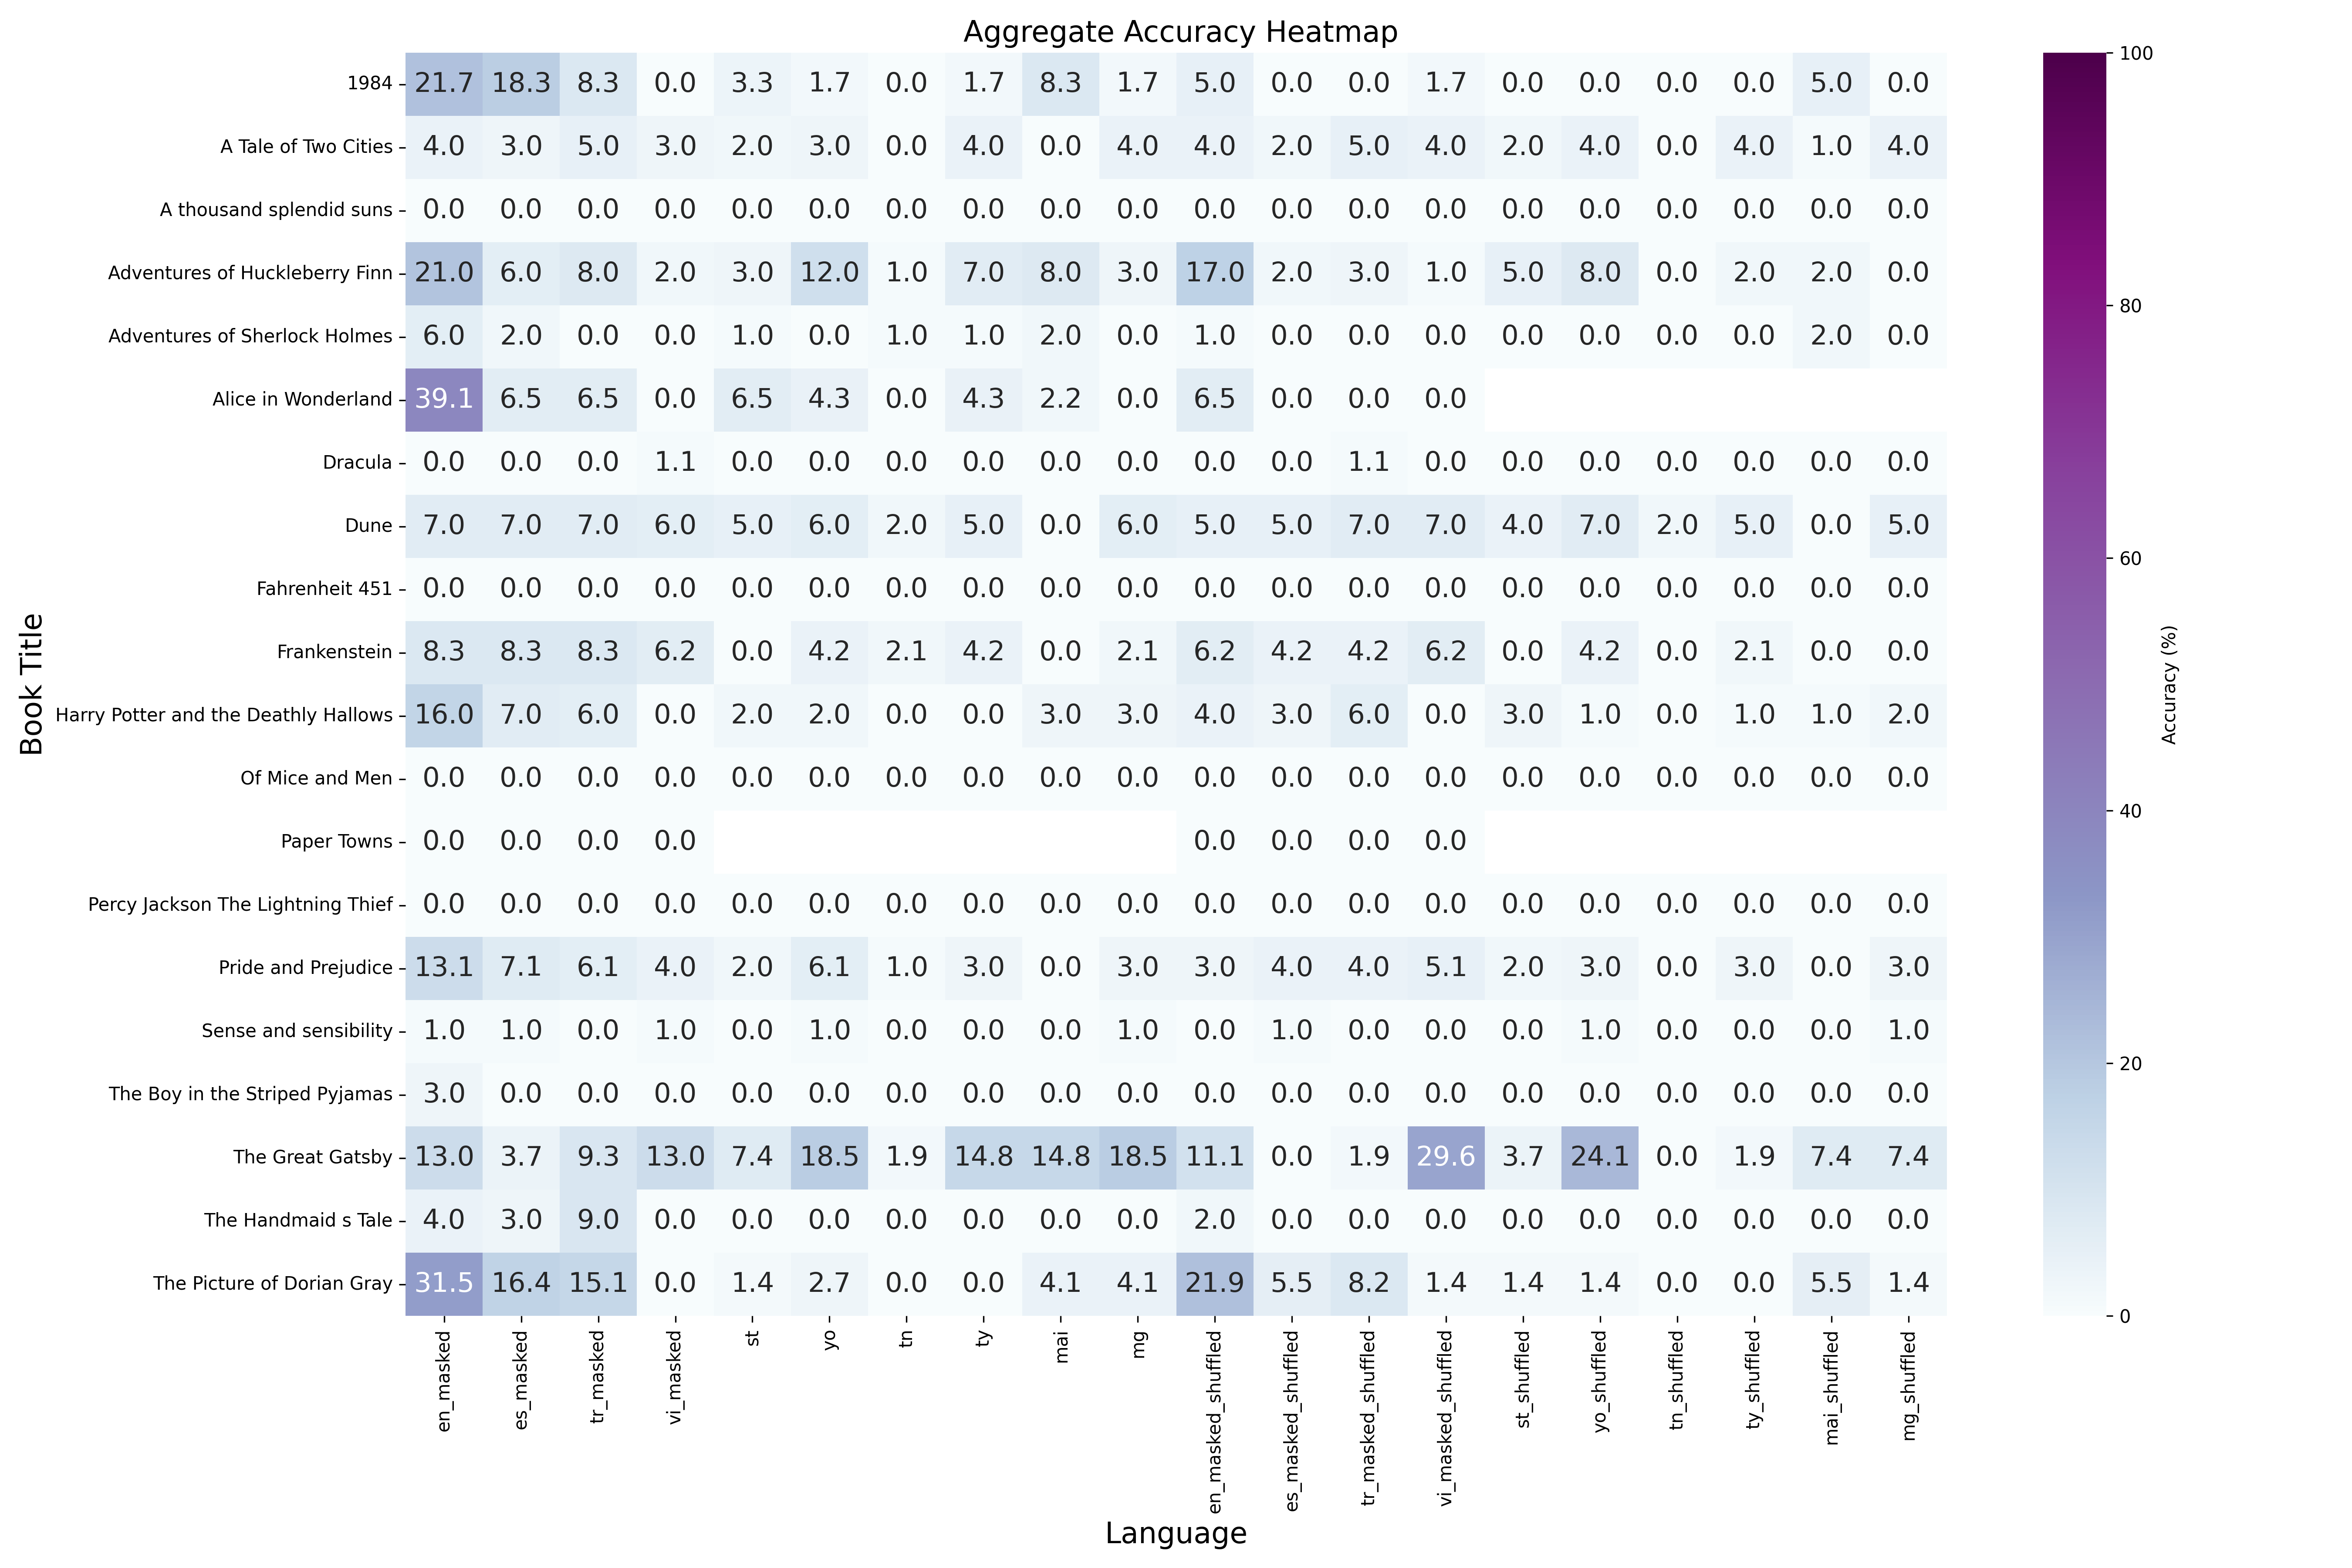 Aggregate Accuracy Heatmap
Book Title
1984 21.7 18.3 8.3 0.0 3.3 1.7 0.0 1.7 8.3 1.7 5.0 0.0 0.0 1.7 0.0 0.0 0.0 0.0 5.0 0.0
A Tale of Two Cities 4.0 3.0 5.0 3.0 2.0 3.0 0.0 4.0 0.0 4.0 4.0 2.0 5.0 4.0 2.0 4.0 0.0 4.0 1.0 4.0
A thousand splendid suns 0.0 0.0 0.0 0.0 0.0 0.0 0.0 0.0 0.0 0.0 0.0 0.0 0.0 0.0 0.0 0.0 0.0 0.0 0.0 0.0
Adventures of Huckleberry Finn 21.0 6.0 8.0 2.0 3.0 12.0 1.0 7.0 8.0 3.0 17.0 2.0 3.0 1.0 5.0 8.0 0.0 2.0 2.0 0.0
Adventures of Sherlock Holmes 6.0 2.0 0.0 0.0 1.0 0.0 1.0 1.0 2.0 0.0 1.0 0.0 0.0 0.0 0.0 0.0 0.0 0.0 2.0 0.0
Alice in Wonderland 39.1 6.5 6.5 0.0 6.5 4.3 0.0 4.3 2.2 0.0 6.5 0.0 0.0 0.0
Dracula 0.0 0.0 0.0 1.1 0.0 0.0 0.0 0.0 0.0 0.0 0.0 0.0 1.1 0.0 0.0 0.0 0.0 0.0 0.0 0.0
Dune 7.0 7.0 7.0 6.0 5.0 6.0 2.0 5.0 0.0 6.0 5.0 5.0 7.0 7.0 4.0 7.0 2.0 5.0 0.0 5.0
Fahrenheit 451 0.0 0.0 0.0 0.0 0.0 0.0 0.0 0.0 0.0 0.0 0.0 0.0 0.0 0.0 0.0 0.0 0.0 0.0 0.0 0.0
Frankenstein 8.3 8.3 8.3 6.2 0.0 4.2 2.1 4.2 0.0 2.1 6.2 4.2 4.2 6.2 0.0 4.2 0.0 2.1 0.0 0.0
Harry Potter and the Deathly Hallows 16.0 7.0 6.0 0.0 2.0 2.0 0.0 0.0 3.0 3.0 4.0 3.0 6.0 0.0 3.0 1.0 0.0 1.0 1.0 2.0
Of Mice and Men 0.0 0.0 0.0 0.0 0.0 0.0 0.0 0.0 0.0 0.0 0.0 0.0 0.0 0.0 0.0 0.0 0.0 0.0 0.0 0.0
Paper Towns 0.0 0.0 0.0 0.0 0.0 0.0 0.0 0.0
Percy Jackson The Lightning Thief 0.0 0.0 0.0 0.0 0.0 0.0 0.0 0.0 0.0 0.0 0.0 0.0 0.0 0.0 0.0 0.0 0.0 0.0 0.0 0.0
Pride and Prejudice 13.1 7.1 6.1 4.0 2.0 6.1 1.0 3.0 0.0 3.0 3.0 4.0 4.0 5.1 2.0 3.0 0.0 3.0 0.0 3.0
Sense and sensibility 1.0 1.0 0.0 1.0 0.0 1.0 0.0 0.0 0.0 1.0 0.0 1.0 0.0 0.0 0.0 1.0 0.0 0.0 0.0 1.0
The Boy in the Striped Pyjamas 3.0 0.0 0.0 0.0 0.0 0.0 0.0 0.0 0.0 0.0 0.0 0.0 0.0 0.0 0.0 0.0 0.0 0.0 0.0 0.0
The Great Gatsby 13.0 3.7 9.3 13.0 7.4 18.5 1.9 14.8 14.8 18.5 11.1 0.0 1.9 29.6 3.7 24.1 0.0 1.9 7.4 7.4
The Handmaid s Tale 4.0 3.0 9.0 0.0 0.0 0.0 0.0 0.0 0.0 0.0 2.0 0.0 0.0 0.0 0.0 0.0 0.0 0.0 0.0 0.0
The Picture of Dorian Gray 31.5 16.4 15.1 0.0 1.4 2.7 0.0 0.0 4.1 4.1 21.9 5.5 8.2 1.4 1.4 1.4 0.0 0.0 5.5 1.4
en_masked es_masked tr_masked vi_masked st yo tn ty mai mg en_masked_shuffled es_masked_shuffled tr_masked_shuffled vi_masked_shuffled st_shuffled yo_shuffled tn_shuffled ty_shuffled mai_shuffled mg_shuffled
Language
100
80
60
40
20
0
Accuracy (%)